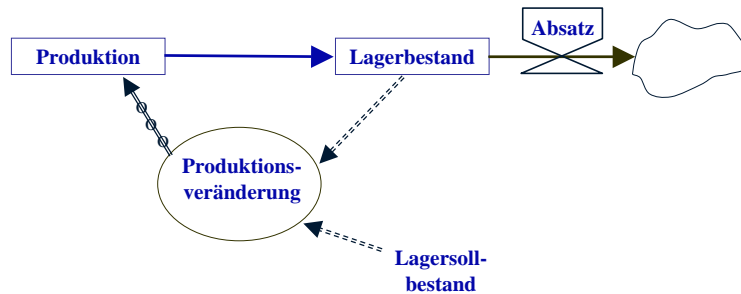 Absatz
Produktion
Lagerbestand
Produktions-
veränderung
Lagersoll-
bestand